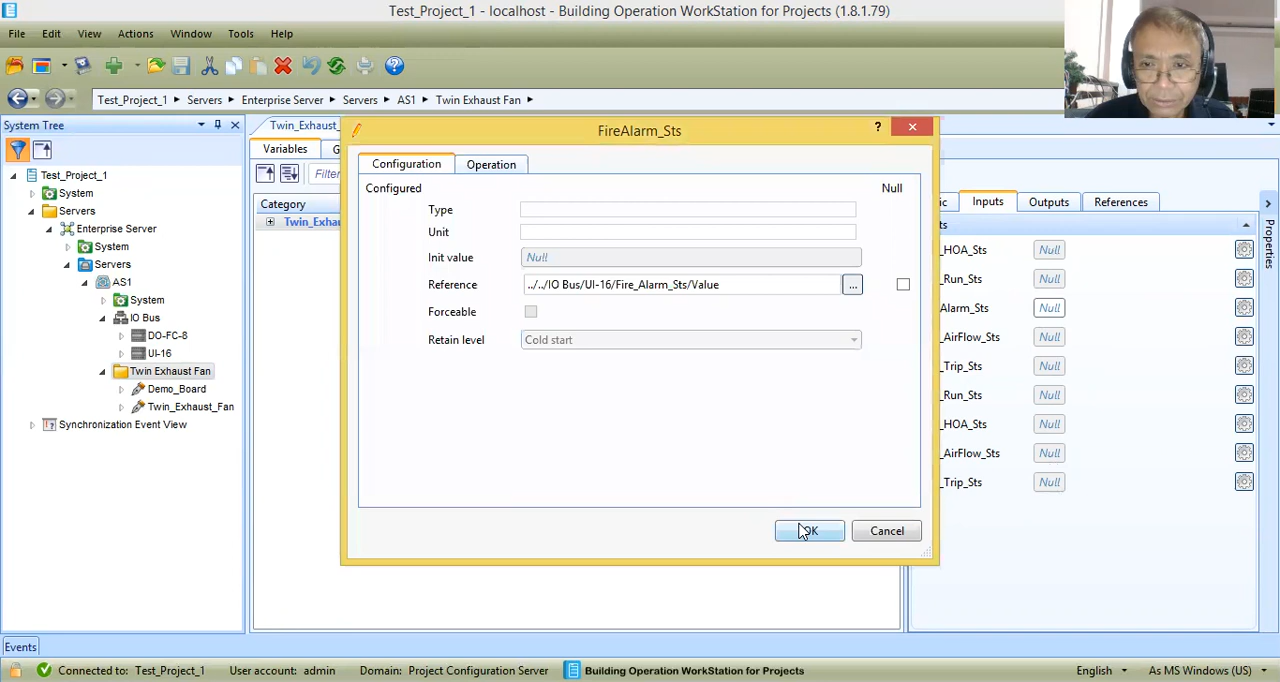 Test_Project_1 - localhost - Building Operation WorkStation for Projects (1.8.1.79)
File Edit View Actions Window Tools Help
Test_Project_1 Servers Enterprise Server Servers AS1 Twin Exhaust Fan
System Tree
Test_Project_1
System
Servers
Enterprise Server
System
Servers
AS1
System
IO Bus
DO-FC-8
UI-16
Twin Exhaust Fan
Demo_Board
Twin_Exhaust_Fan
Synchronization Event View
Twin_Exhaust_
Variables
Filter
Category
Twin_Exhau
FireAlarm_Sts
?
Configuration Operation
Configured Null
Type
Unit
Init value Null
Reference ../../IO Bus/UI-16/Fire_Alarm_Sts/Value ...
Forceable
Retain level Cold start
OK Cancel
ic Inputs Outputs References
ts
_HOA_Sts Null
_Run_Sts Null
Alarm_Sts Null
_AirFlow_Sts Null
_Trip_Sts Null
_Run_Sts Null
_HOA_Sts Null
_AirFlow_Sts Null
_Trip_Sts Null
Properties
Events
Connected to: Test_Project_1 User account: admin Domain: Project Configuration Server Building Operation WorkStation for Projects English As MS Windows (US)